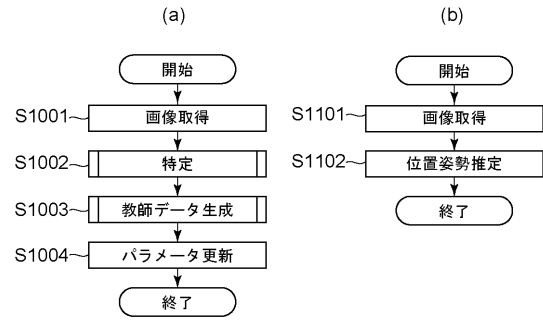 (a)
開始
S1001 画像取得
S1002 特定
S1003 教師データ生成
S1004 パラメータ更新
終了
(b)
開始
S1101 画像取得
S1102 位置姿勢推定
終了